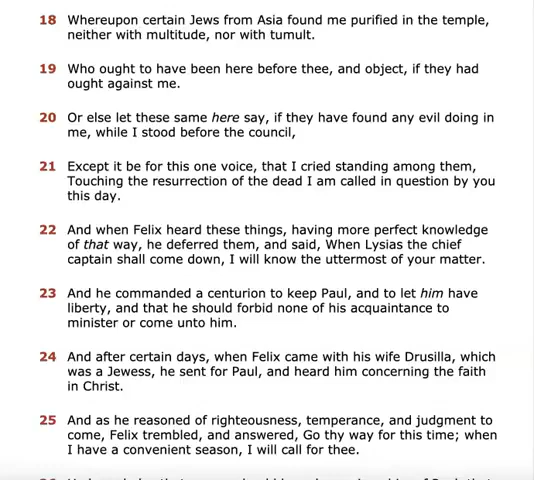 18 Whereupon certain Jews from Asia found me purified in the temple,
neither with multitude, nor with tumult.
19 Who ought to have been here before thee, and object, if they had
ought against me.
20 Or else let these same here say, if they have found any evil doing in
me, while I stood before the council,
21 Except it be for this one voice, that I cried standing among them,
Touching the resurrection of the dead I am called in question by you
this day.
22 And when Felix heard these things, having more perfect knowledge
of that way, he deferred them, and said, When Lysias the chief
captain shall come down, I will know the uttermost of your matter.
23 And he commanded a centurion to keep Paul, and to let him have
liberty, and that he should forbid none of his acquaintance to
minister or come unto him.
24 And after certain days, when Felix came with his wife Drusilla, which
was a Jewess, he sent for Paul, and heard him concerning the faith
in Christ.
25 And as he reasoned of righteousness, temperance, and judgment to
come, Felix trembled, and answered, Go thy way for this time; when
I have a convenient season, I will call for thee.